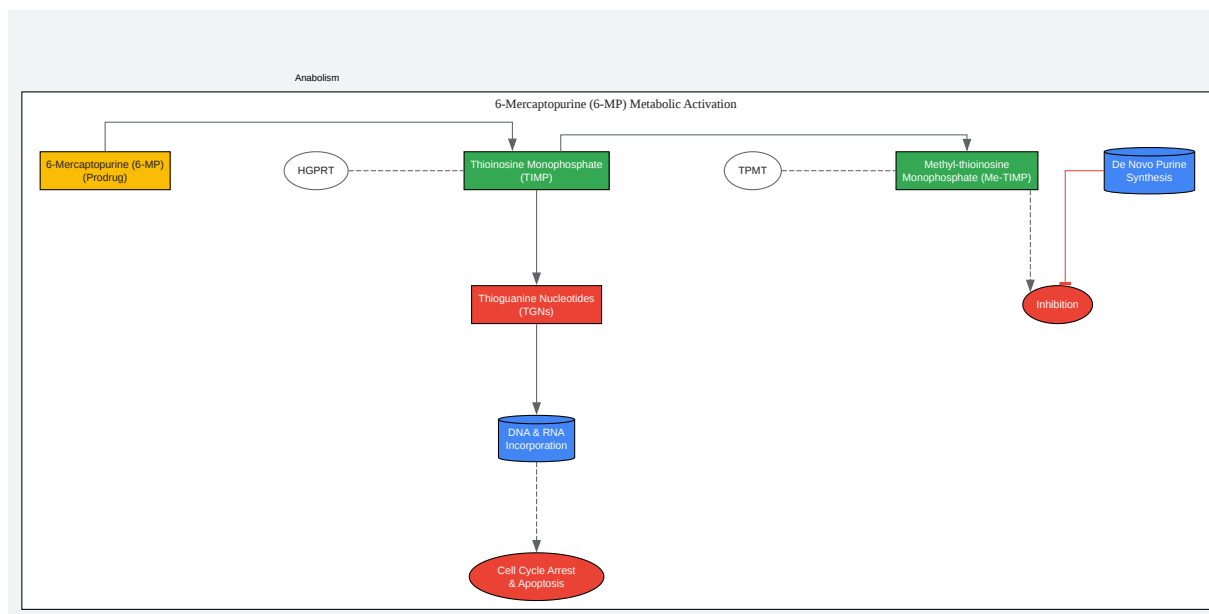 Anabolism
6-Mercaptopurine (6-MP) Metabolic Activation
6-Mercaptopurine (6-MP)
(Prodrug)
HGPRT
Thioinosine Monophosphate
(TIMP)
TPMT
Methyl-thioinosine
Monophosphate (Me-TIMP)
De Novo Purine
Synthesis
Thioguanine Nucleotides
(TGNs)
Inhibition
DNA & RNA
Incorporation
Cell Cycle Arrest
& Apoptosis